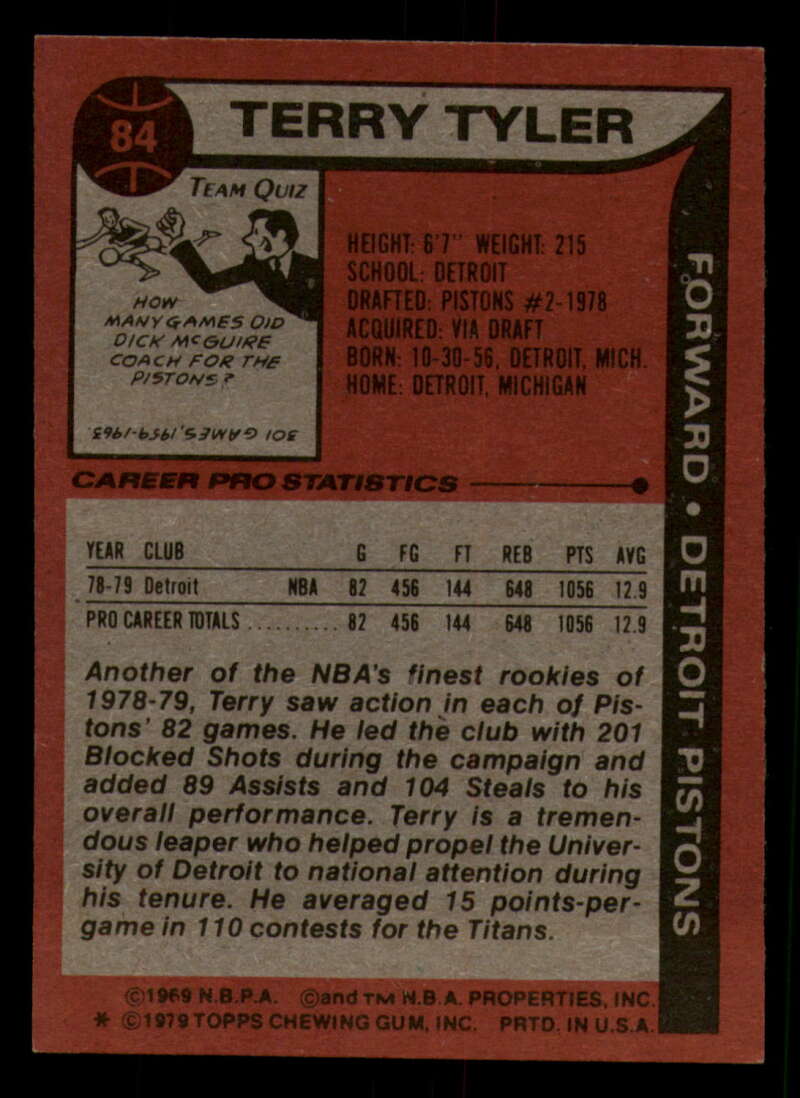 84
TERRY TYLER
TEAM QUIZ
HOW
MANY GAMES DID
DICK McGUIRE
COACH FOR THE
PISTONS?
301 GAMES, 1959-1963.
HEIGHT: 6'7" WEIGHT: 215
SCHOOL: DETROIT
DRAFTED: PISTONS #2-1978
ACQUIRED: VIA DRAFT
BORN: 10-30-56, DETROIT, MICH.
HOME: DETROIT, MICHIGAN
FORWARD • DETROIT PISTONS
CAREER PRO STATISTICS
YEAR CLUB G FG FT REB PTS AVG
78-79 Detroit NBA 82 456 144 648 1056 12.9
PRO CAREER TOTALS .......... 82 456 144 648 1056 12.9
Another of the NBA's finest rookies of
1978-79, Terry saw action in each of Pis-
tons' 82 games. He led the club with 201
Blocked Shots during the campaign and
added 89 Assists and 104 Steals to his
overall performance. Terry is a tremen-
dous leaper who helped propel the Univer-
sity of Detroit to national attention during
his tenure. He averaged 15 points-per-
game in 110 contests for the Titans.
©1969 N.B.P.A. ©and TM N.B.A. PROPERTIES, INC.
* ©1979 TOPPS CHEWING GUM, INC. PRTD. IN U.S.A.